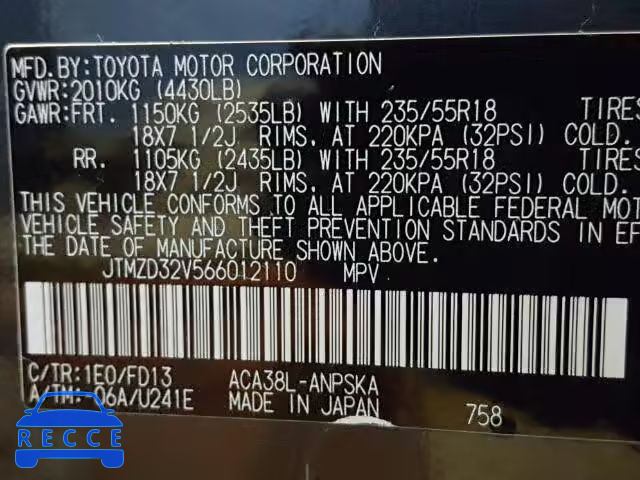 MFD.BY:TOYOTA MOTOR CORPORATION
GVWR:2010KG (4430LB)
GAWR:FRT. 1150KG (2535LB) WITH 235/55R18 TIRES
18X7 1/2J RIMS, AT 220KPA (32PSI) COLD.
RR. 1105KG (2435LB) WITH 235/55R18 TIRES
18X7 1/2J RIMS, AT 220KPA (32PSI) COLD.
THIS VEHICLE CONFORMS TO ALL APPLICABLE FEDERAL MOT
VEHICLE SAFETY AND THEFT PREVENTION STANDARDS IN EF
THE DATE OF MANUFACTURE SHOWN ABOVE.
JTMZD32V566012110 MPV
C/TR:1E0/FD13 ACA38L-ANPSKA
A/TM:-06A/U241E MADE IN JAPAN 758
RECCE